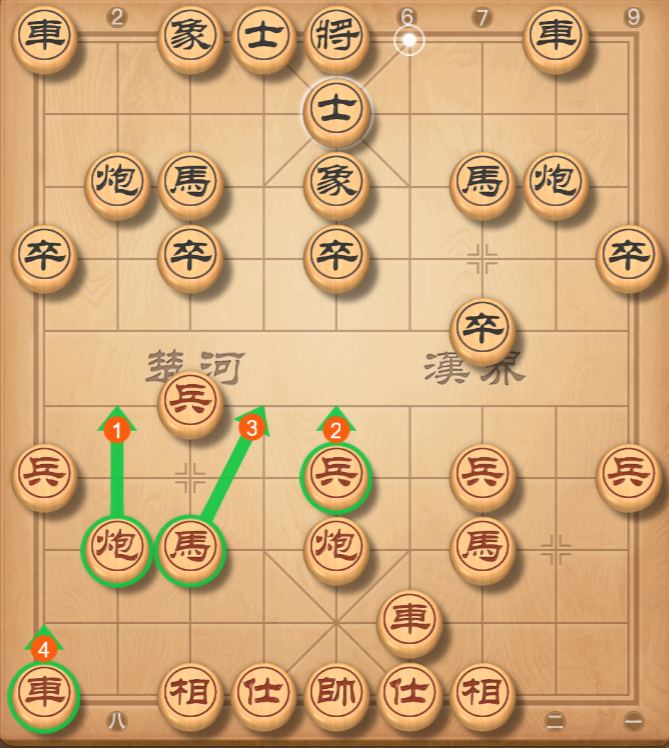 2 6 7 9
車 象 士 將 車
士
炮 馬 象 馬 炮
卒 卒 卒 卒
卒
楚河 漢界
兵
1 3 2
兵 兵 兵 兵
炮 馬 炮 馬
車
4
車 相 仕 帥 仕 相
八 二 一